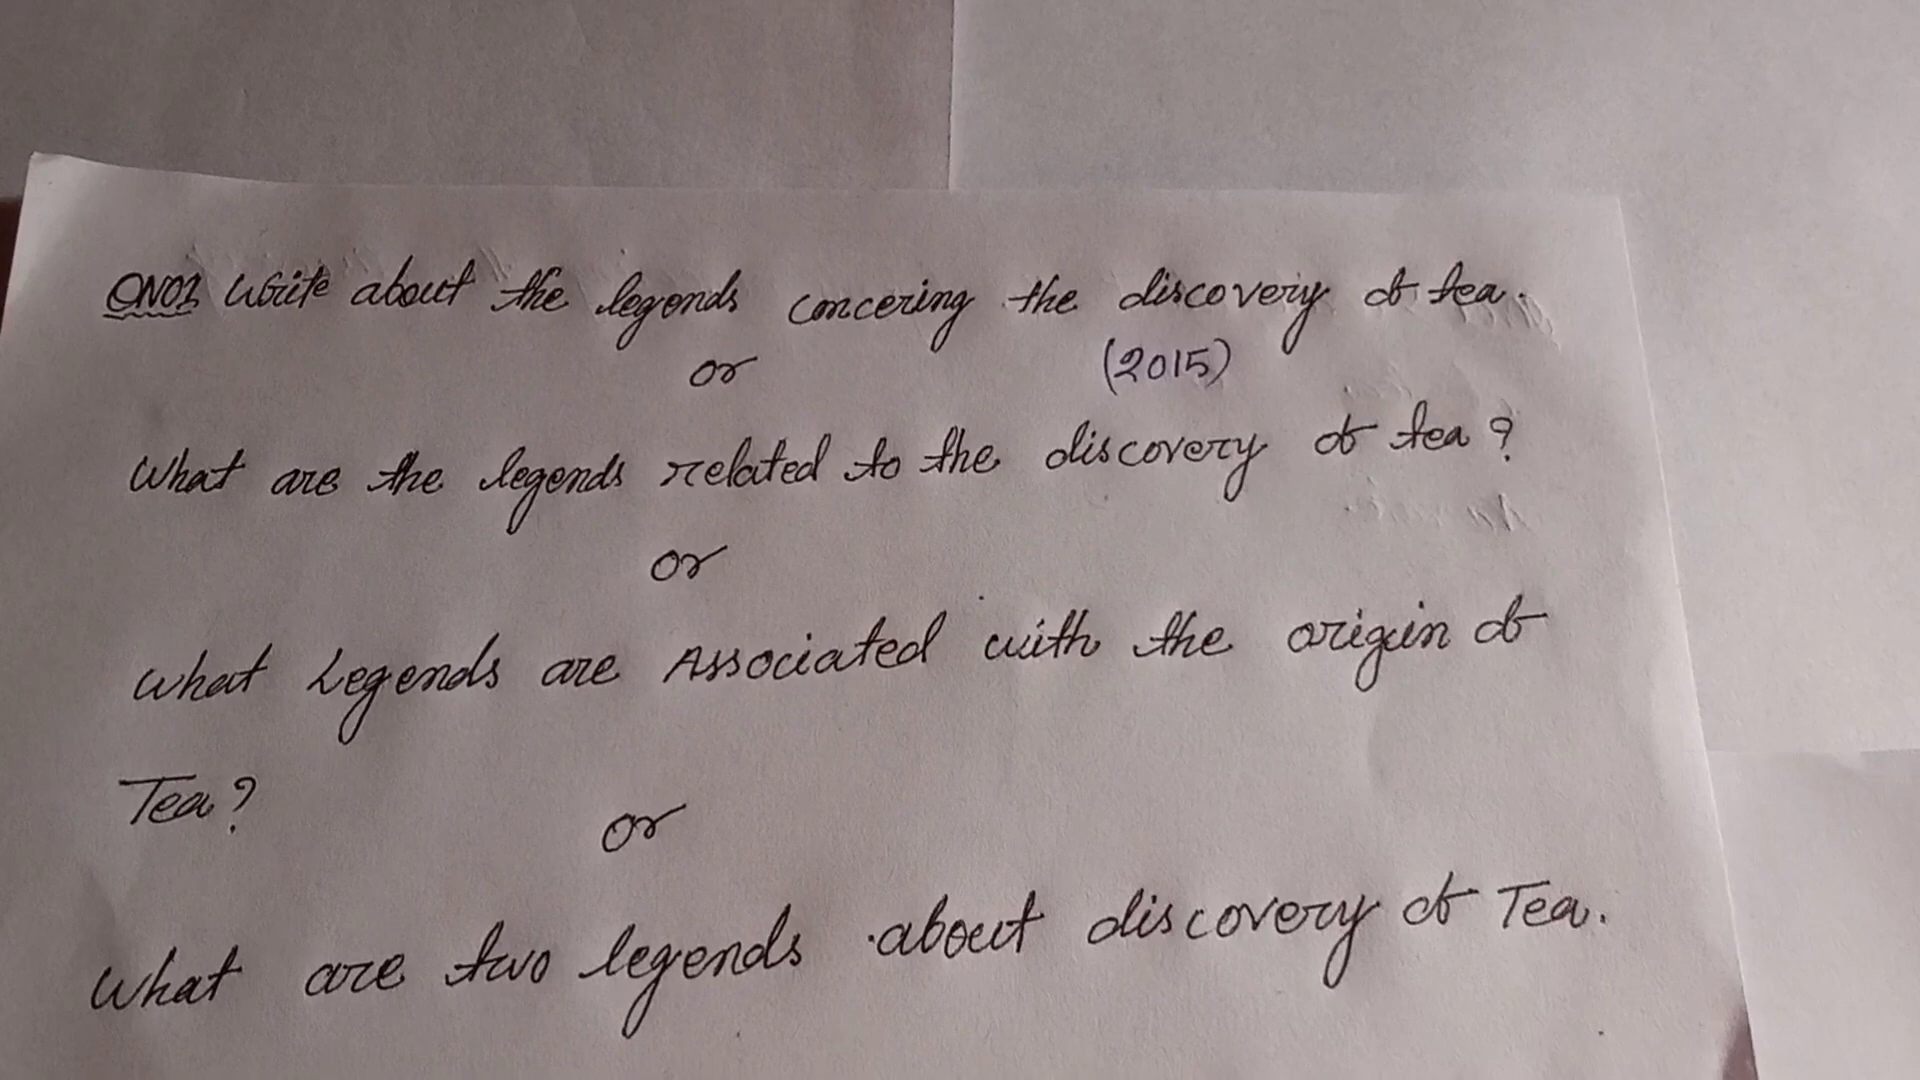 QNO1 Write about the legends concering the discovery of tea.
or (2015)
What are the legends related to the discovery of tea?
or
What Legends are Associated with the origin of
Tea?
or
What are two legends about discovery of Tea.